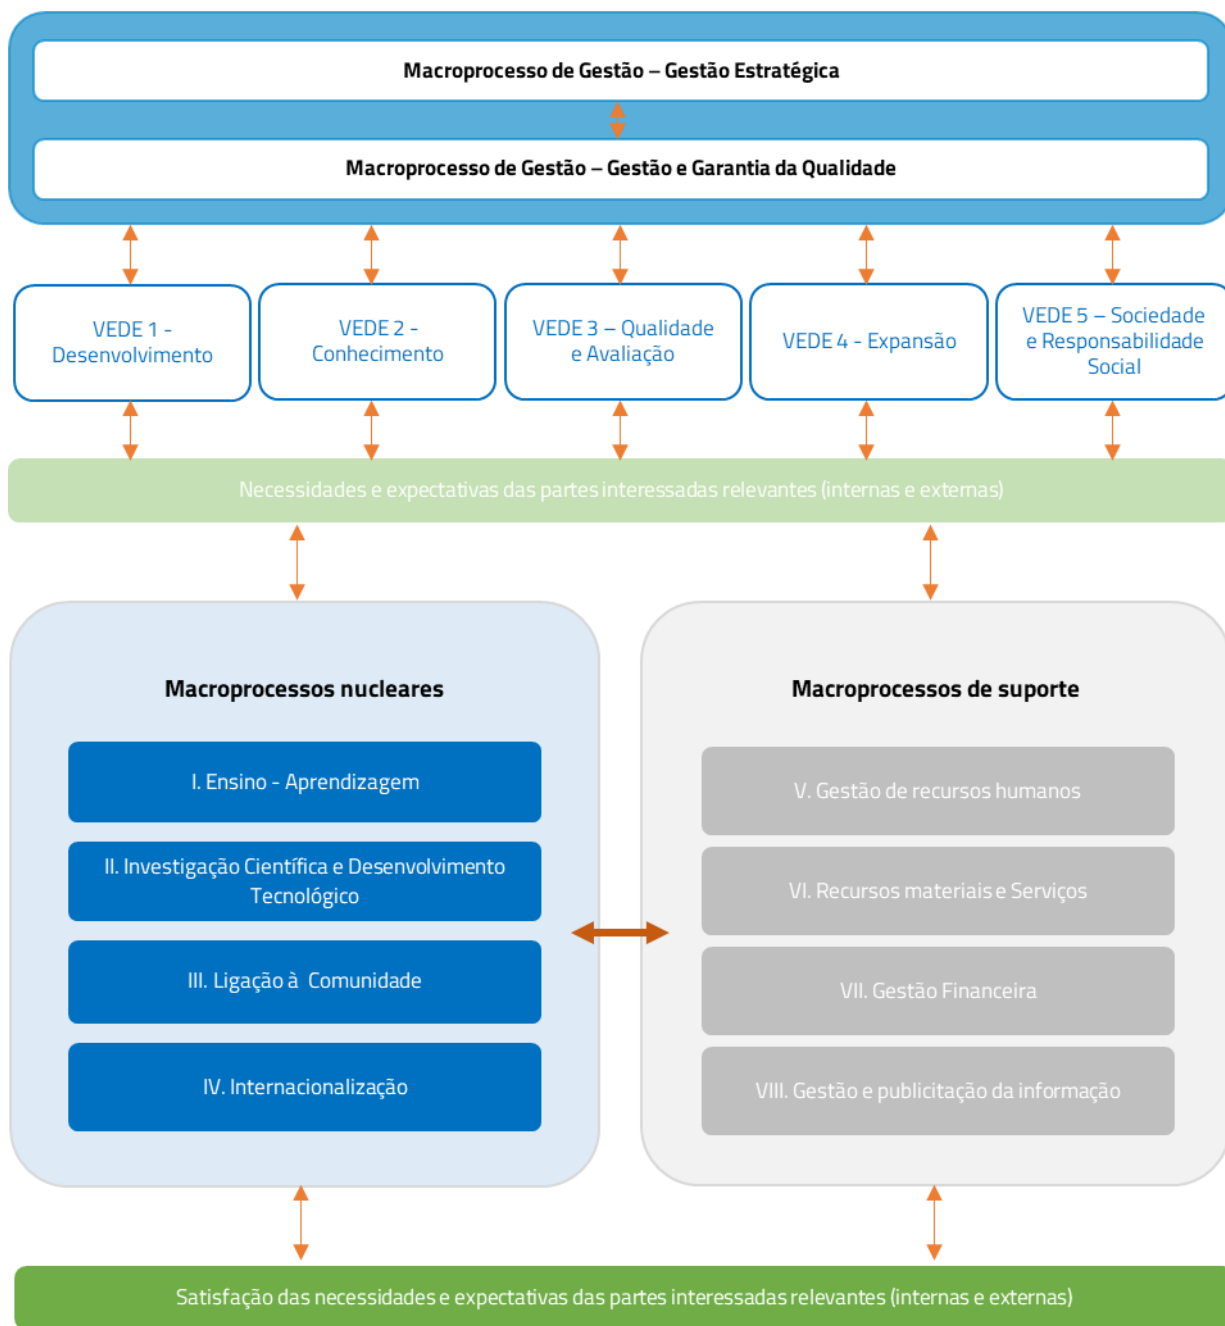 Macroprocesso de Gestão – Gestão Estratégica
Macroprocesso de Gestão – Gestão e Garantia da Qualidade
VEDE 1 -
Desenvolvimento
VEDE 2 -
Conhecimento
VEDE 3 – Qualidade
e Avaliação
VEDE 4 - Expansão
VEDE 5 – Sociedade
e Responsabilidade
Social
Necessidades e expectativas das partes interessadas relevantes (internas e externas)
Macroprocessos nucleares
I. Ensino - Aprendizagem
II. Investigação Científica e Desenvolvimento
Tecnológico
III. Ligação à Comunidade
IV. Internacionalização
Macroprocessos de suporte
V. Gestão de recursos humanos
VI. Recursos materiais e Serviços
VII. Gestão Financeira
VIII. Gestão e publicitação da informação
Satisfação das necessidades e expectativas das partes interessadas relevantes (internas e externas)